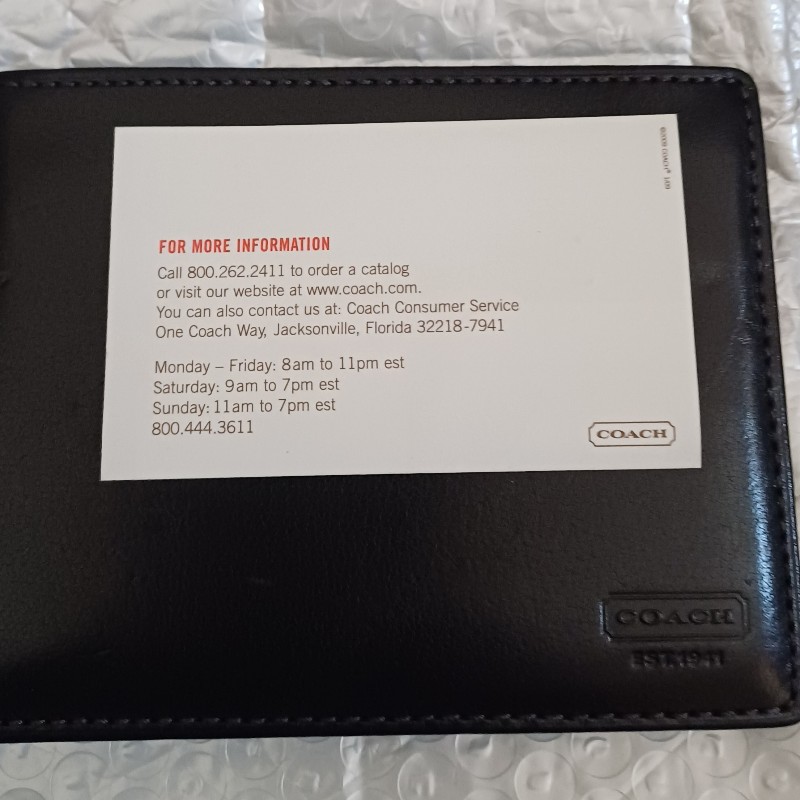 FOR MORE INFORMATION
Call 800.262.2411 to order a catalog
or visit our website at www.coach.com.
You can also contact us at: Coach Consumer Service
One Coach Way, Jacksonville, Florida 32218-7941
Monday – Friday: 8am to 11pm est
Saturday: 9am to 7pm est
Sunday: 11am to 7pm est
800.444.3611
COACH
COACH
EST.1941